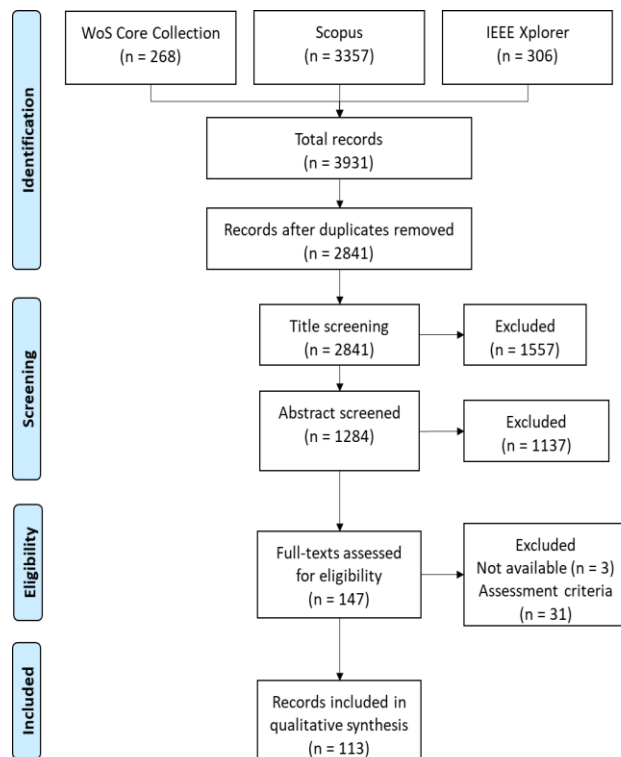 Identification
WoS Core Collection
(n = 268)
Scopus
(n = 3357)
IEEE Xplorer
(n = 306)
Total records
(n = 3931)
Records after duplicates removed
(n = 2841)
Screening
Title screening
(n = 2841)
Excluded
(n = 1557)
Abstract screened
(n = 1284)
Excluded
(n = 1137)
Eligibility
Full-texts assessed
for eligibility
(n = 147)
Excluded
Not available (n = 3)
Assessment criteria
(n = 31)
Included
Records included in
qualitative synthesis
(n = 113)